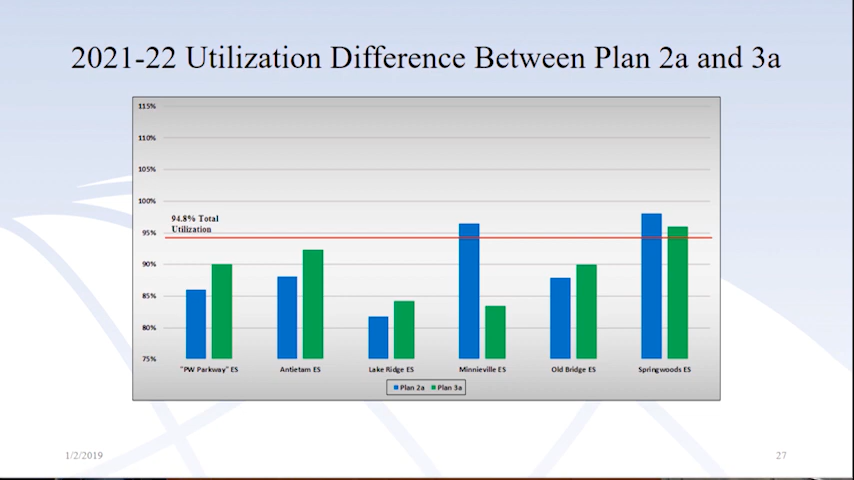 2021-22 Utilization Difference Between Plan 2a and 3a
115%
110%
105%
100%
94.8% Total
Utilization
95%
90%
85%
80%
75%
"PW Parkway" ES Antietam ES Lake Ridge ES Minnieville ES Old Bridge ES Springwoods ES
Plan 2a Plan 3a
1/2/2019 27